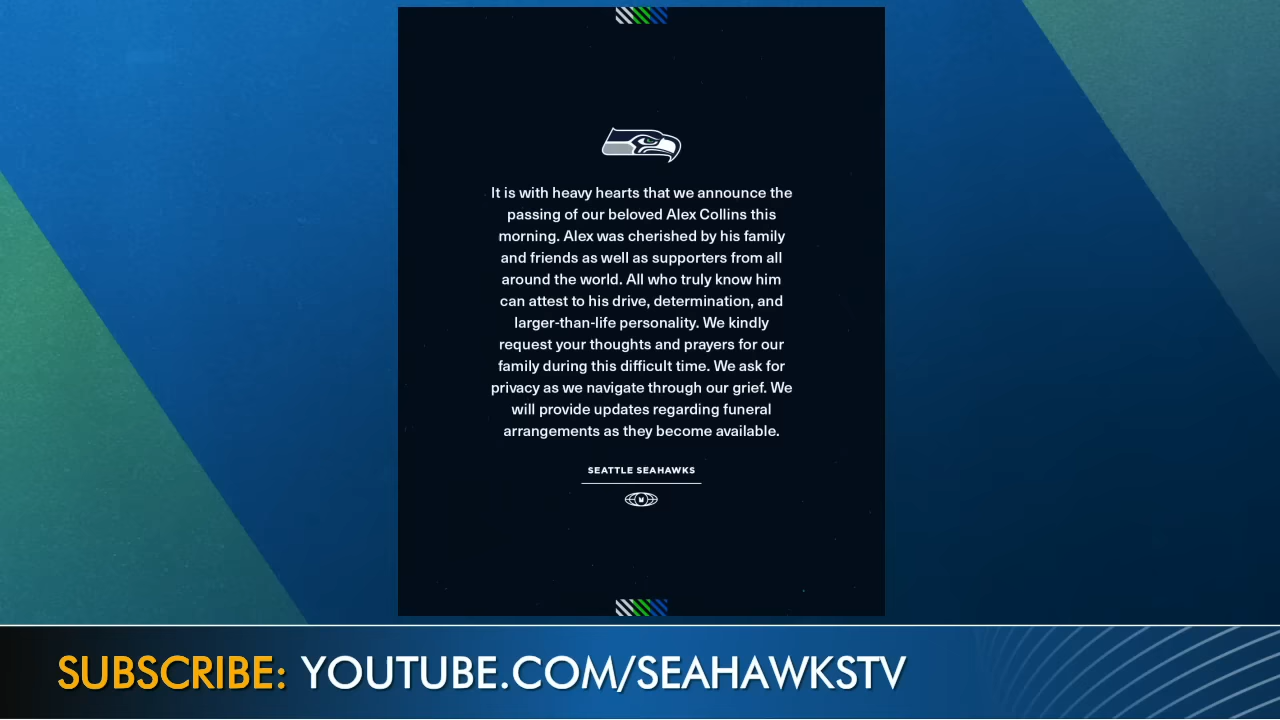 It is with heavy hearts that we announce the
passing of our beloved Alex Collins this
morning. Alex was cherished by his family
and friends as well as supporters from all
around the world. All who truly know him
can attest to his drive, determination, and
larger-than-life personality. We kindly
request your thoughts and prayers for our
family during this difficult time. We ask for
privacy as we navigate through our grief. We
will provide updates regarding funeral
arrangements as they become available.
SEATTLE SEAHAWKS
SUBSCRIBE: YOUTUBE.COM/SEAHAWKSTV